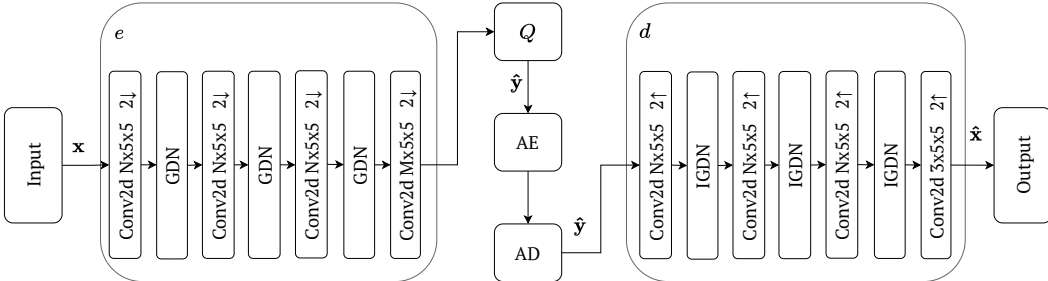 e
Input
x
Conv2d Nx5x5 2↓
GDN
Conv2d Nx5x5 2↓
GDN
Conv2d Nx5x5 2↓
GDN
Conv2d Mx5x5 2↓
Q
ŷ
AE
AD
ŷ
d
Conv2d Nx5x5 2↑
IGDN
Conv2d Nx5x5 2↑
IGDN
Conv2d Nx5x5 2↑
IGDN
Conv2d 3x5x5 2↑
x̂
Output